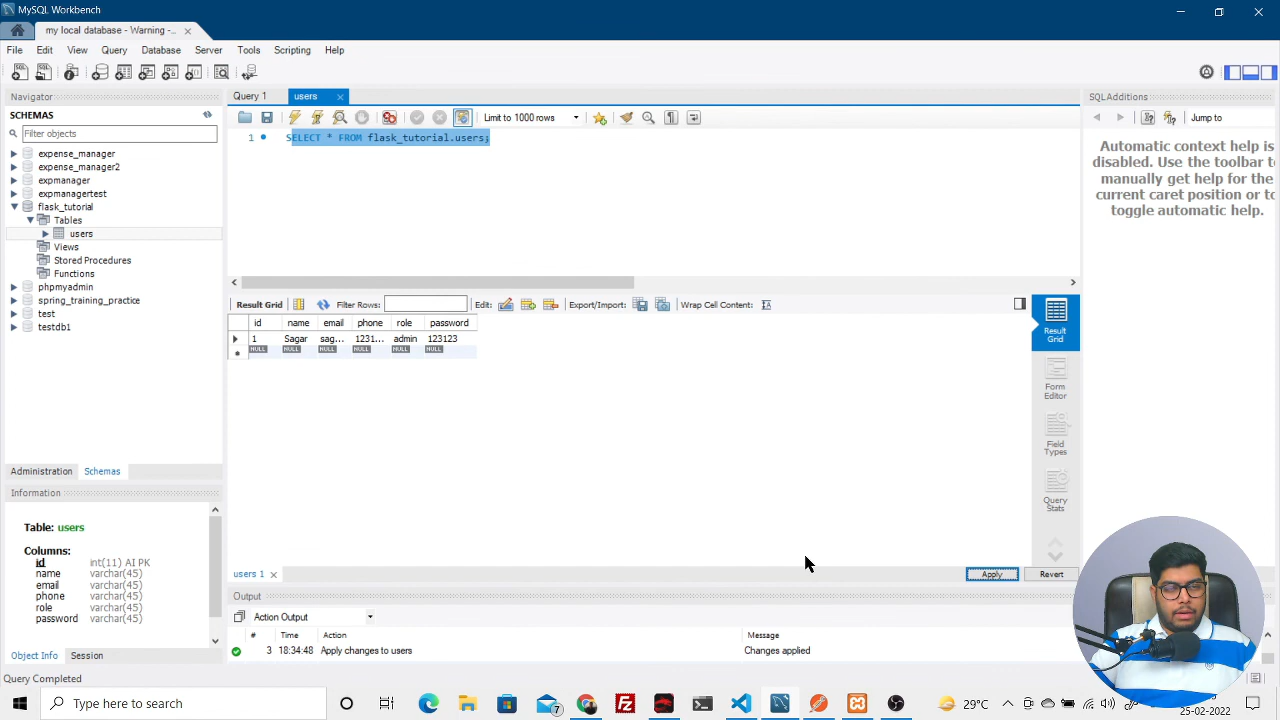 MySQL Workbench
my local database - Warning -...
File Edit View Query Database Server Tools Scripting Help
Navigator
SCHEMAS
Filter objects
expense_manager
expense_manager2
expmanager
expmanagertest
flask_tutorial
Tables
users
Views
Stored Procedures
Functions
phpmyadmin
spring_training_practice
test
testdb1
Administration Schemas
Information
Table: users
Columns:
id int(11) AI PK
name varchar(45)
email varchar(45)
phone varchar(45)
role varchar(45)
password varchar(45)
Object Info Session
Query 1 users
Limit to 1000 rows
1 SELECT * FROM flask_tutorial.users;
Result Grid Filter Rows: Edit: Export/Import: Wrap Cell Content:
id name email phone role password
1 Sagar sag... 1231... admin 123123
NULL NULL NULL NULL NULL NULL
Result Grid
Form Editor
Field Types
Query Stats
users 1 Apply Revert
Output
Action Output
# Time Action Message
3 18:34:48 Apply changes to users Changes applied
SQLAdditions
Jump to
Automatic context help is
disabled. Use the toolbar to
manually get help for the
current caret position or to
toggle automatic help.
Query Completed
Type here to search
7
29°C
25-02-2022